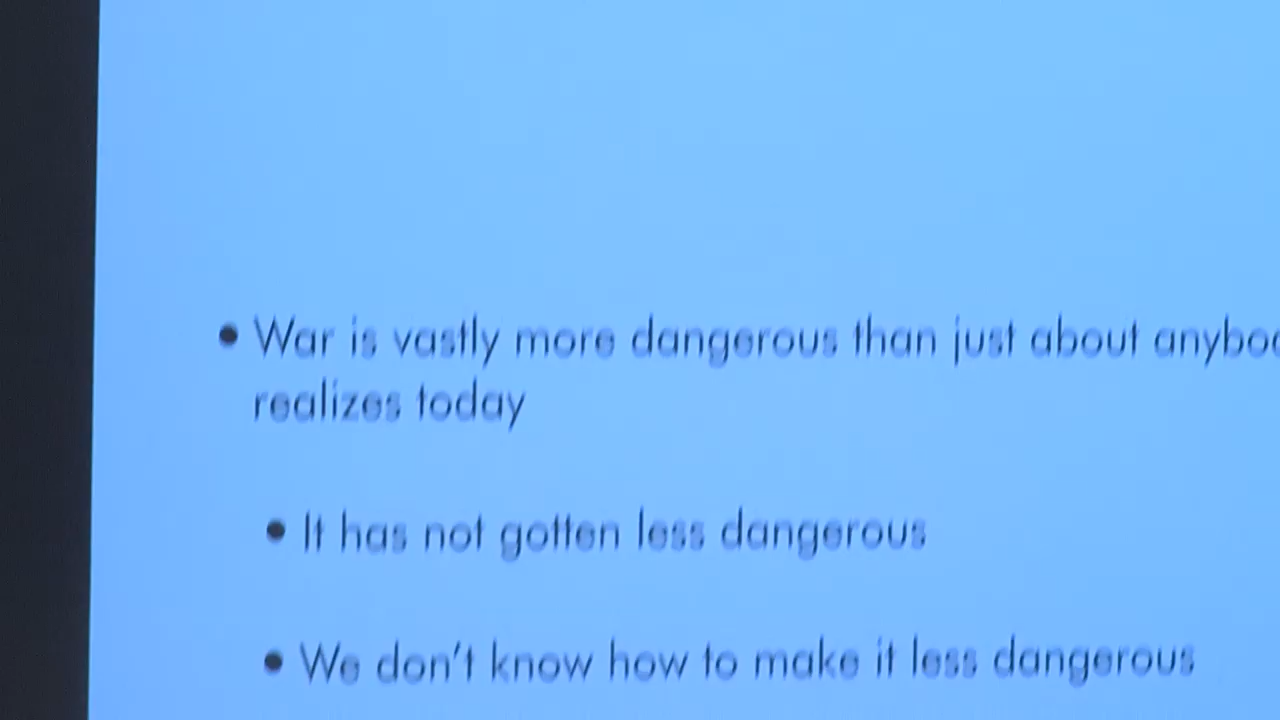 • War is vastly more dangerous than just about anyboc
realizes today
• It has not gotten less dangerous
• We don't know how to make it less dangerous